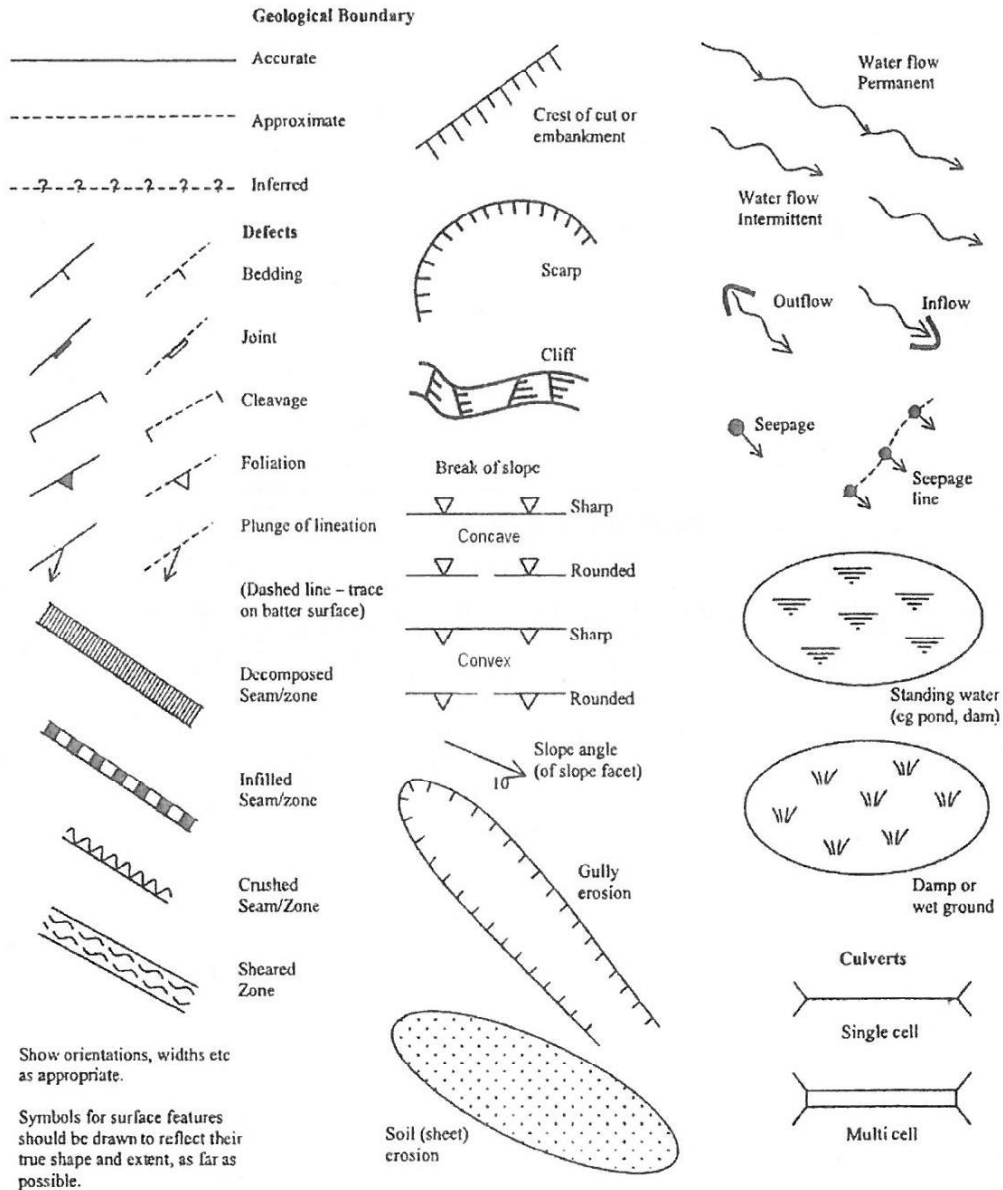 Geological Boundary
Accurate
Approximate
? ? ? ? ? ?
Inferred
Defects
Bedding
Joint
Cleavage
Foliation
Plunge of lineation
(Dashed line – trace
on batter surface)
Decomposed
Seam/zone
Infilled
Seam/zone
Crushed
Seam/Zone
Sheared
Zone
Show orientations, widths etc
as appropriate.
Symbols for surface features
should be drawn to reflect their
true shape and extent, as far as
possible.
Crest of cut or
embankment
Scarp
Cliff
Break of slope
Sharp
Concave
Rounded
Sharp
Convex
Rounded
Slope angle
(of slope facet)
10
Gully
erosion
Soil (sheet)
erosion
Water flow
Permanent
Water flow
Intermittent
Outflow
Inflow
Seepage
Seepage
line
Standing water
(eg pond, dam)
Damp or
wet ground
Culverts
Single cell
Multi cell